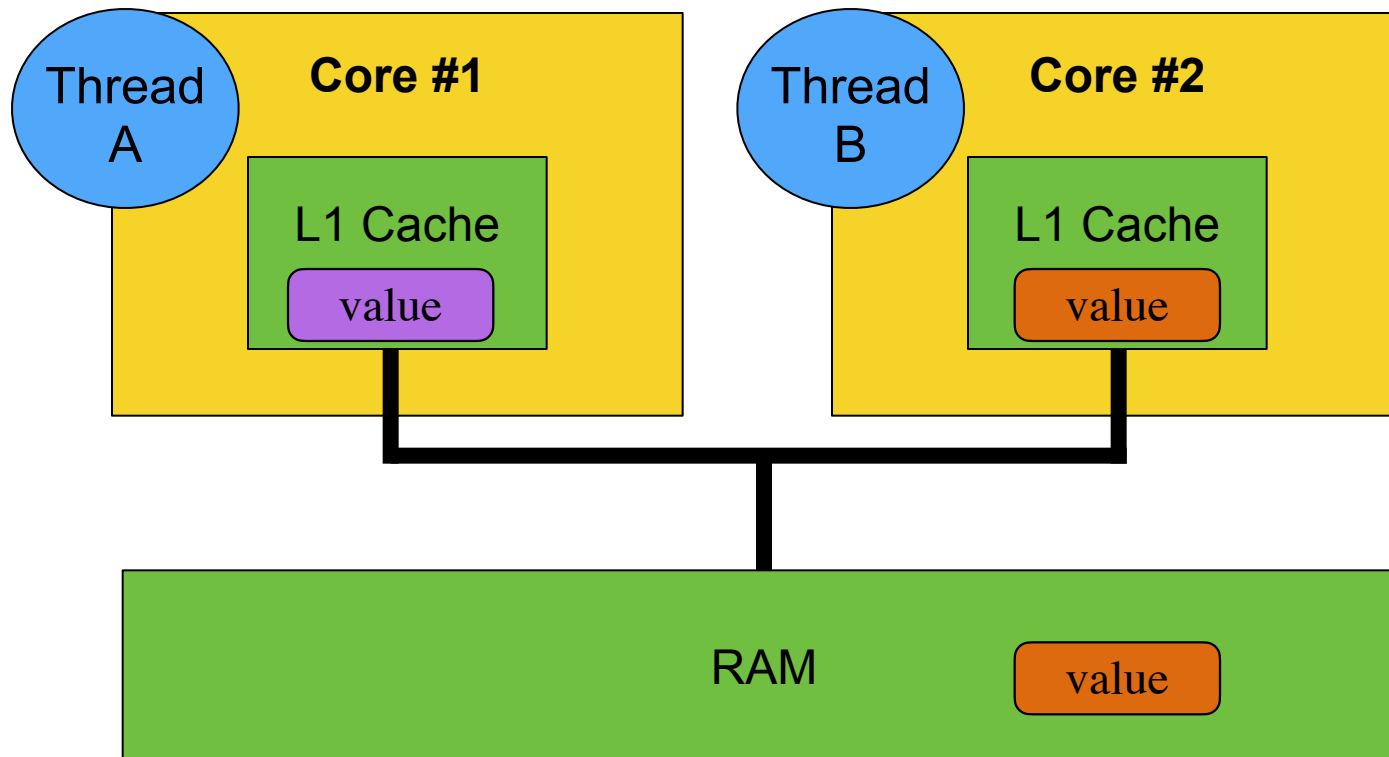 Thread
A
Core #1
L1 Cache
value
Thread
B
Core #2
L1 Cache
value
RAM
value